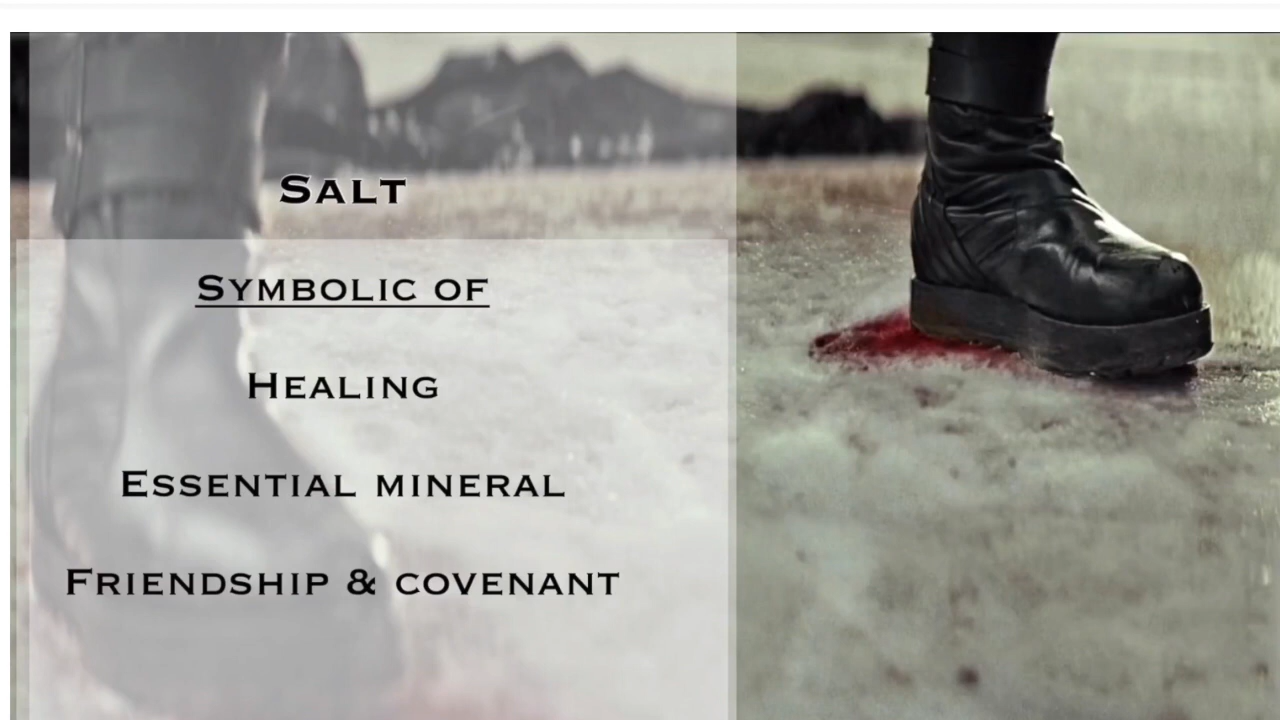 Salt
Symbolic of
Healing
Essential mineral
Friendship & covenant